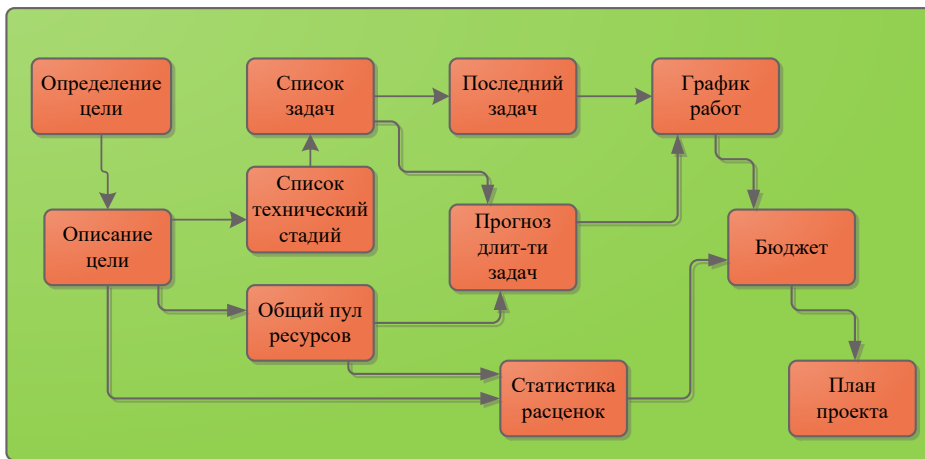 Определение
цели
Список
задач
Последний
задач
График
работ
Список
технический
стадий
Описание
цели
Прогноз
длит-ти
задач
Бюджет
Общий пул
ресурсов
Статистика
расценок
План
проекта